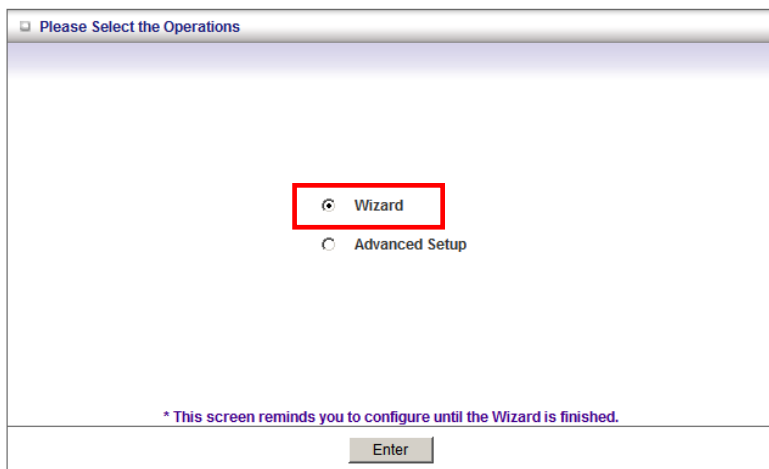 Please Select the Operations
Wizard
Advanced Setup
* This screen reminds you to configure until the Wizard is finished.
Enter